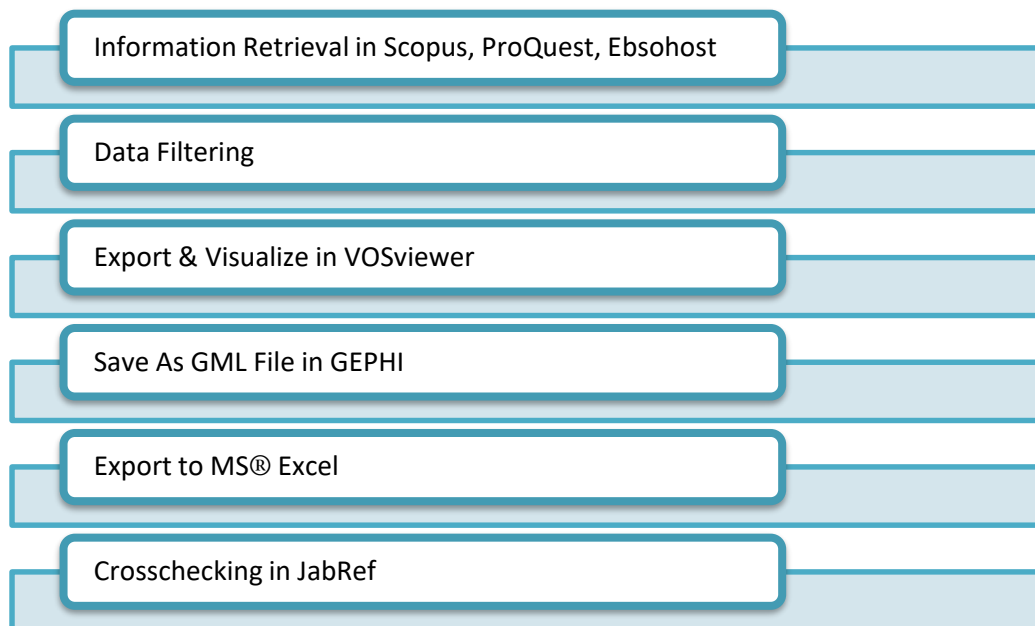 Information Retrieval in Scopus, ProQuest, Ebsohost
Data Filtering
Export & Visualize in VOSviewer
Save As GML File in GEPHI
Export to MS® Excel
Crosschecking in JabRef